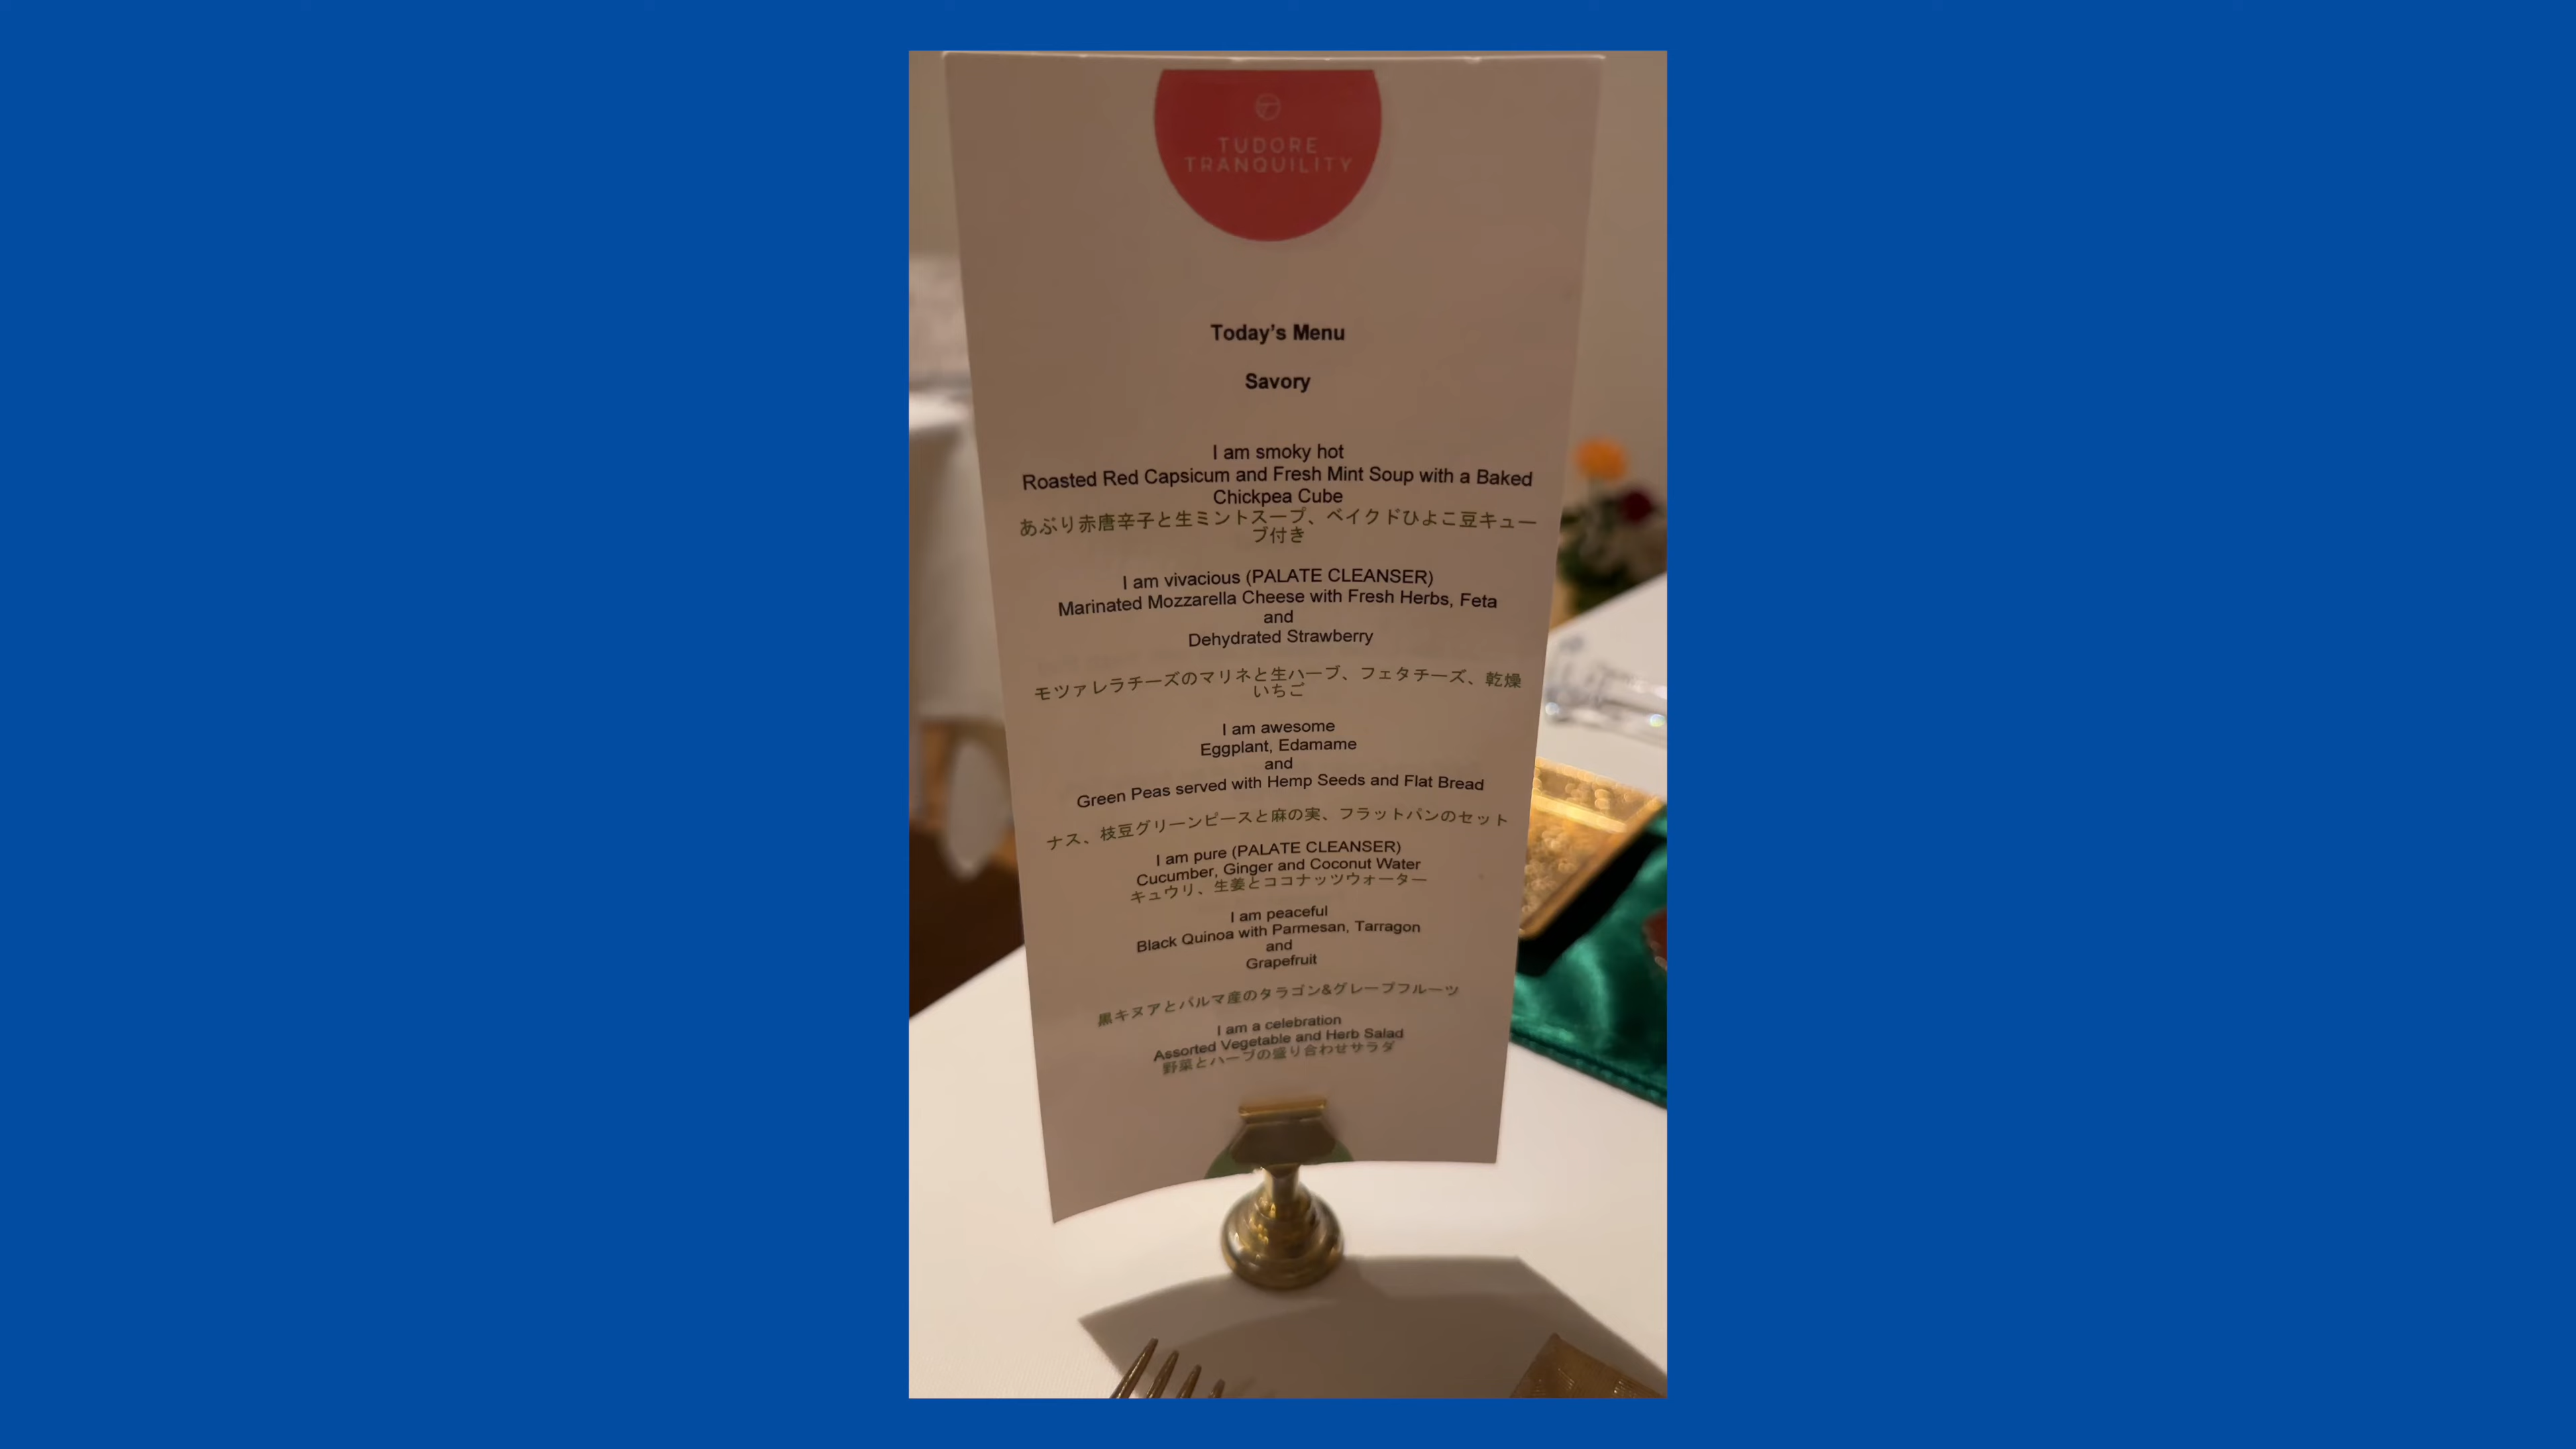 TUDORE
TRANQUILITY
Today's Menu
Savory
I am smoky hot
Roasted Red Capsicum and Fresh Mint Soup with a Baked
Chickpea Cube
あぶり赤唐辛子と生ミントスープ、ベイクドひよこ豆キュー
ブ付き
I am vivacious (PALATE CLEANSER)
Marinated Mozzarella Cheese with Fresh Herbs, Feta
and
Dehydrated Strawberry
モツァレラチーズのマリネと生ハーブ、フェタチーズ、乾燥
いちご
I am awesome
Eggplant, Edamame
and
Green Peas served with Hemp Seeds and Flat Bread
ナス、枝豆グリーンピースと麻の実、フラットパンのセット
I am pure (PALATE CLEANSER)
Cucumber, Ginger and Coconut Water
キュウリ、生姜とココナッツウォーター
I am peaceful
Black Quinoa with Parmesan, Tarragon
and
Grapefruit
黒キヌアとパルマ産のタラゴン&グレープフルーツ
I am a celebration
Assorted Vegetable and Herb Salad
野菜とハーブの盛り合わせサラダ